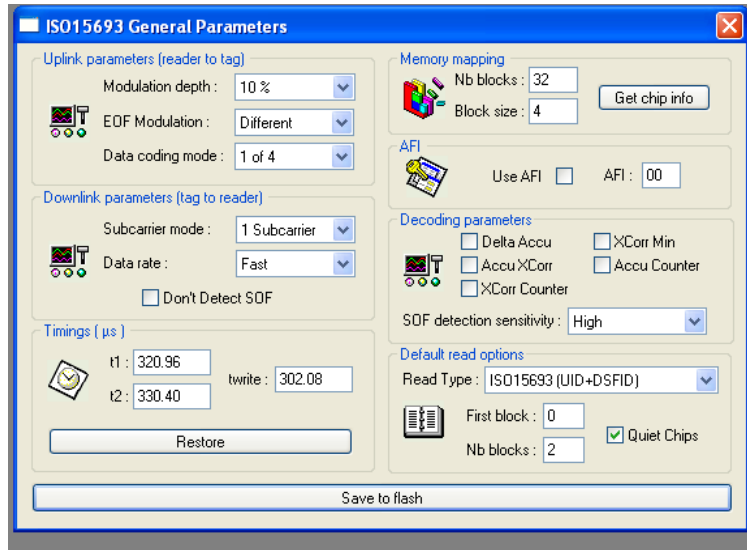 ISO15693 General Parameters
Uplink parameters (reader to tag)
Modulation depth : 10 %
EOF Modulation : Different
Data coding mode : 1 of 4
Downlink parameters (tag to reader)
Subcarrier mode : 1 Subcarrier
Data rate : Fast
Don't Detect SOF
Timings ( µs )
t1 : 320.96
t2 : 330.40
twrite : 302.08
Restore
Memory mapping
Nb blocks : 32
Block size : 4
Get chip info
AFI
Use AFI AFI : 00
Decoding parameters
Delta Accu XCorr Min
Accu XCorr Accu Counter
XCorr Counter
SOF detection sensitivity : High
Default read options
Read Type : ISO15693 (UID+DSFID)
First block : 0
Nb blocks : 2
Quiet Chips
Save to flash